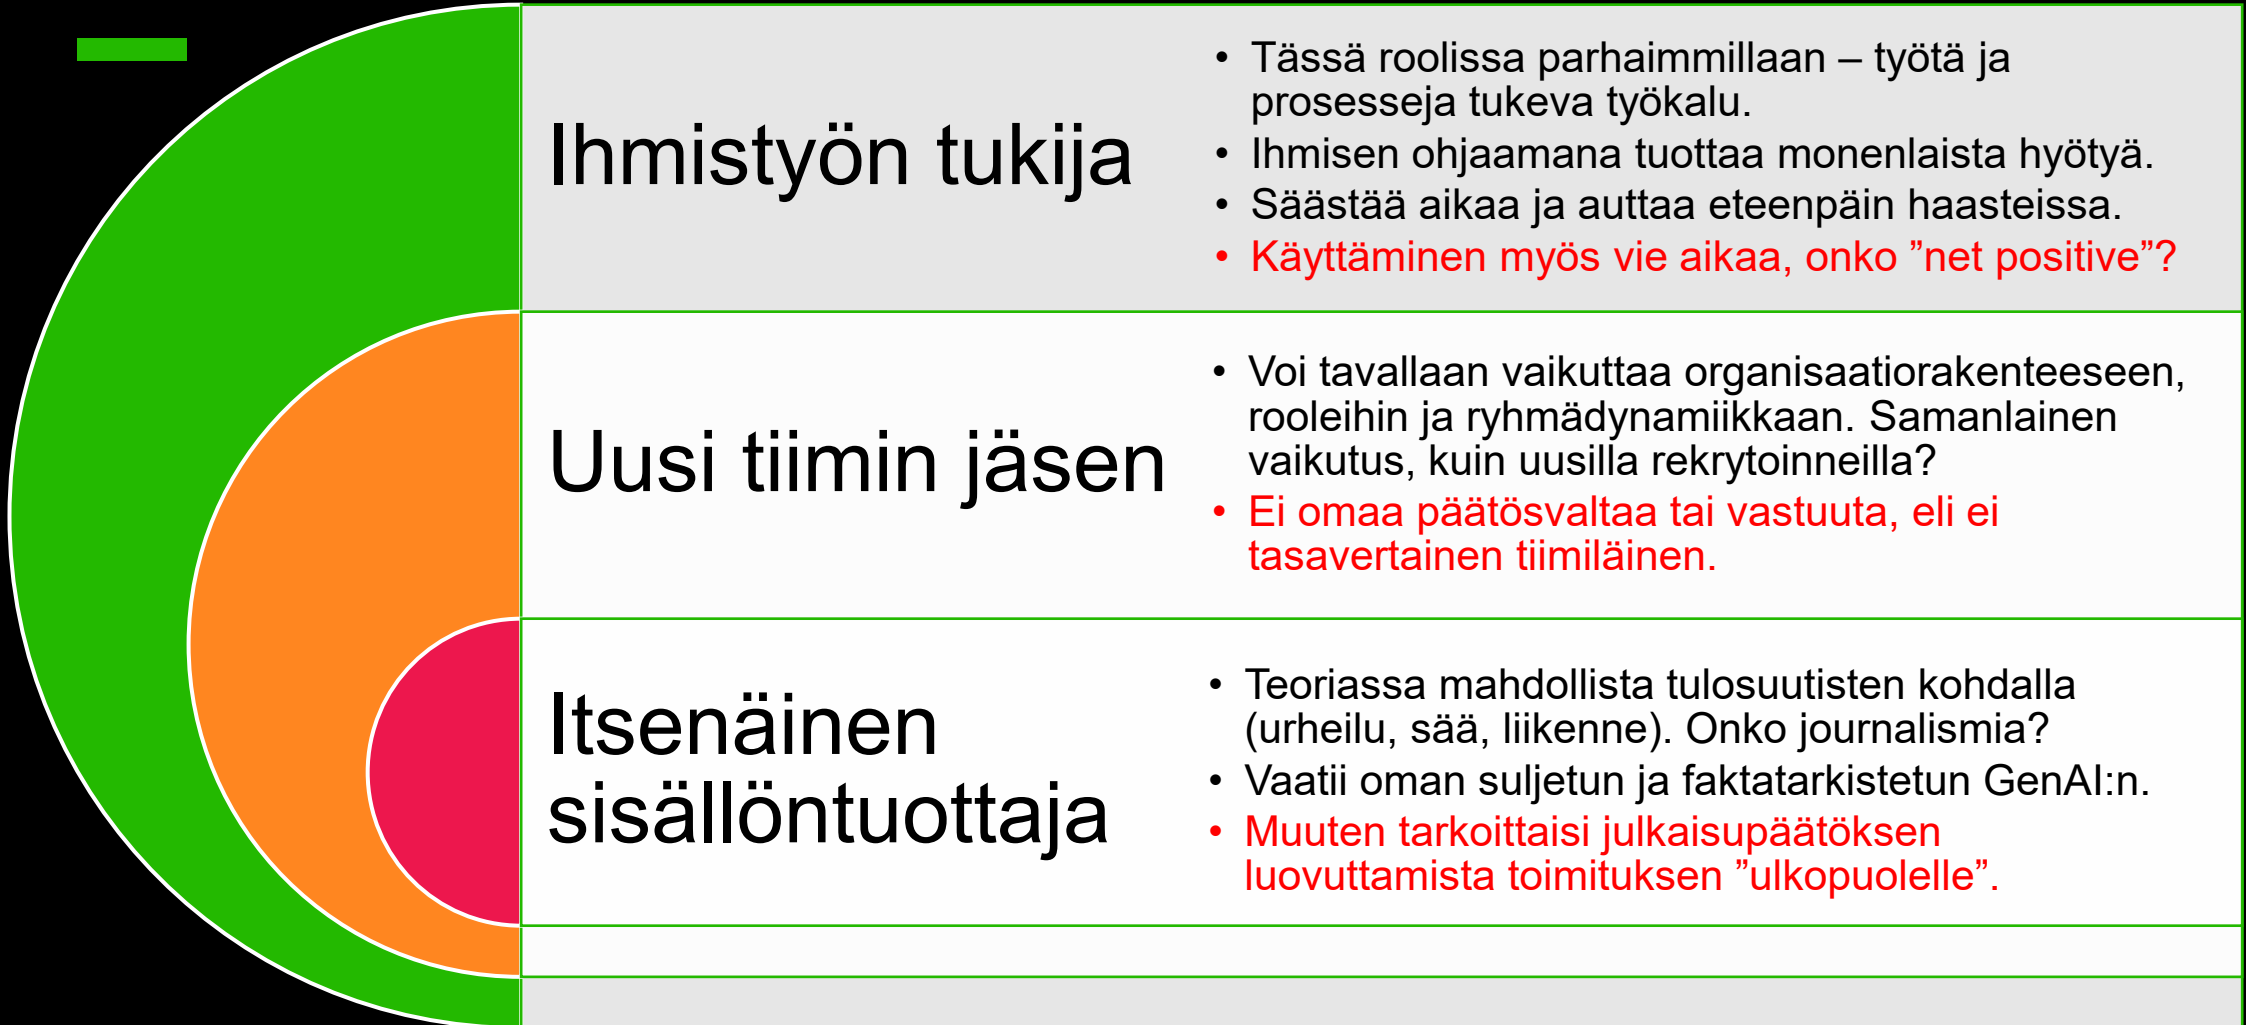 Ihmistyön tukija
• Tässä roolissa parhaimmillaan – työtä ja
prosesseja tukeva työkalu.
• Ihmisen ohjaamana tuottaa monenlaista hyötyä.
• Säästää aikaa ja auttaa eteenpäin haasteissa.
• Käyttäminen myös vie aikaa, onko ”net positive”?
Uusi tiimin jäsen
• Voi tavallaan vaikuttaa organisaatiorakenteeseen,
rooleihin ja ryhmädynamiikkaan. Samanlainen
vaikutus, kuin uusilla rekrytoinneilla?
• Ei omaa päätösvaltaa tai vastuuta, eli ei
tasavertainen tiimiläinen.
Itsenäinen
sisällöntuottaja
• Teoriassa mahdollista tulosuutisten kohdalla
(urheilu, sää, liikenne). Onko journalismia?
• Vaatii oman suljetun ja faktatarkistetun GenAI:n.
• Muuten tarkoittaisi julkaisupäätöksen
luovuttamista toimituksen ”ulkopuolelle”.